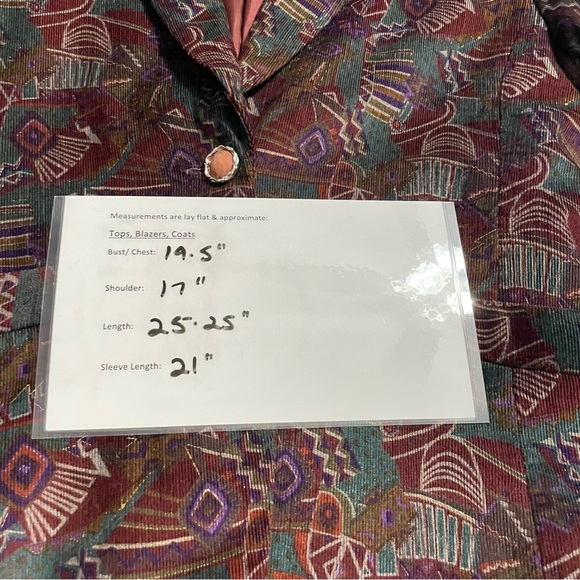 Measurements are lay flat & approximate:
Tops, Blazers, Coats
Bust/ Chest: 19.5"
Shoulder: 17"
Length: 25.25"
Sleeve Length: 21"